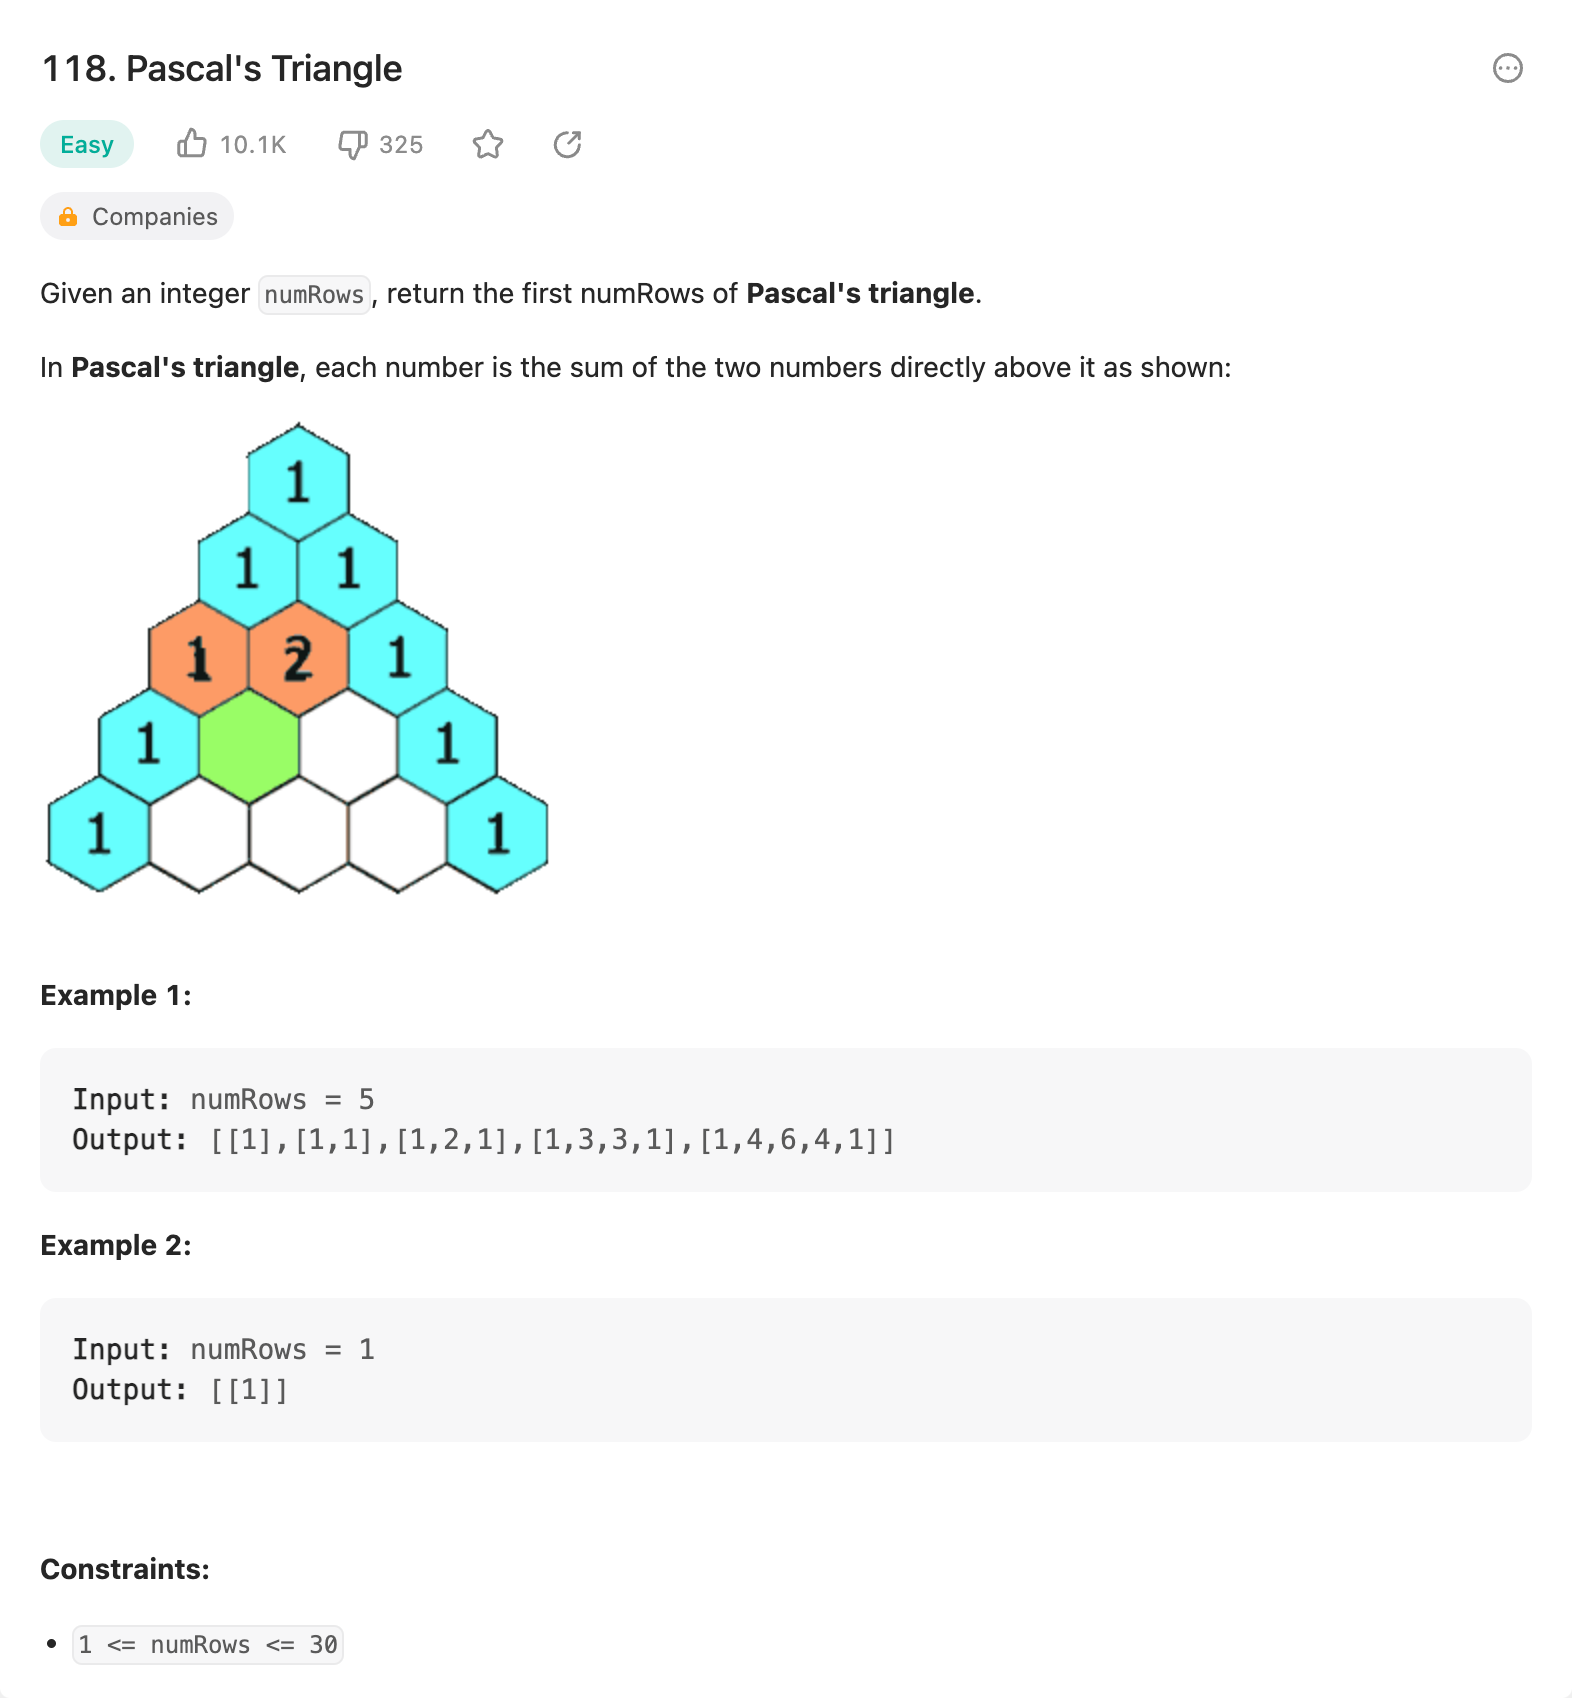 118. Pascal's Triangle
Easy 10.1K 325
Companies
Given an integer numRows, return the first numRows of Pascal's triangle.
In Pascal's triangle, each number is the sum of the two numbers directly above it as shown:
1
1 1
1 2 1
1 1
1 1
Example 1:
Input: numRows = 5
Output: [[1],[1,1],[1,2,1],[1,3,3,1],[1,4,6,4,1]]
Example 2:
Input: numRows = 1
Output: [[1]]
Constraints:
• 1 <= numRows <= 30